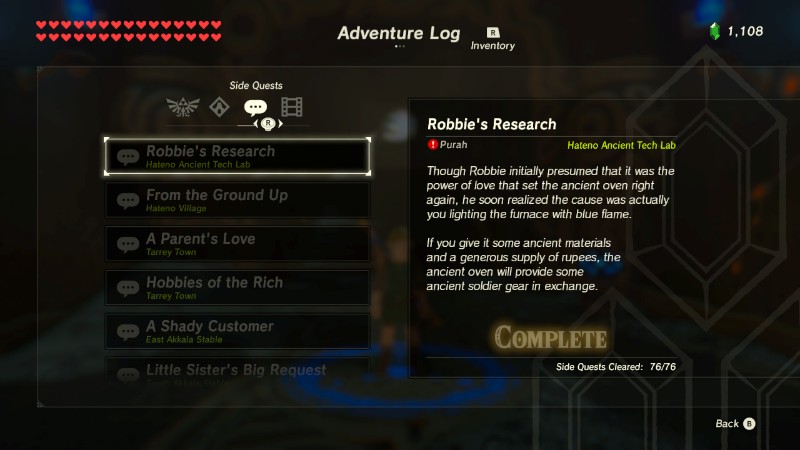 Adventure Log
R
Inventory
1,108
Side Quests
R
Robbie's Research
Hateno Ancient Tech Lab
From the Ground Up
Hateno Village
A Parent's Love
Tarrey Town
Hobbies of the Rich
Tarrey Town
A Shady Customer
East Akkala Stable
Little Sister's Big Request
Robbie's Research
Purah
Hateno Ancient Tech Lab
Though Robbie initially presumed that it was the
power of love that set the ancient oven right
again, he soon realized the cause was actually
you lighting the furnace with blue flame.
If you give it some ancient materials
and a generous supply of rupees, the
ancient oven will provide some
ancient soldier gear in exchange.
COMPLETE
Side Quests Cleared: 76/76
Back B